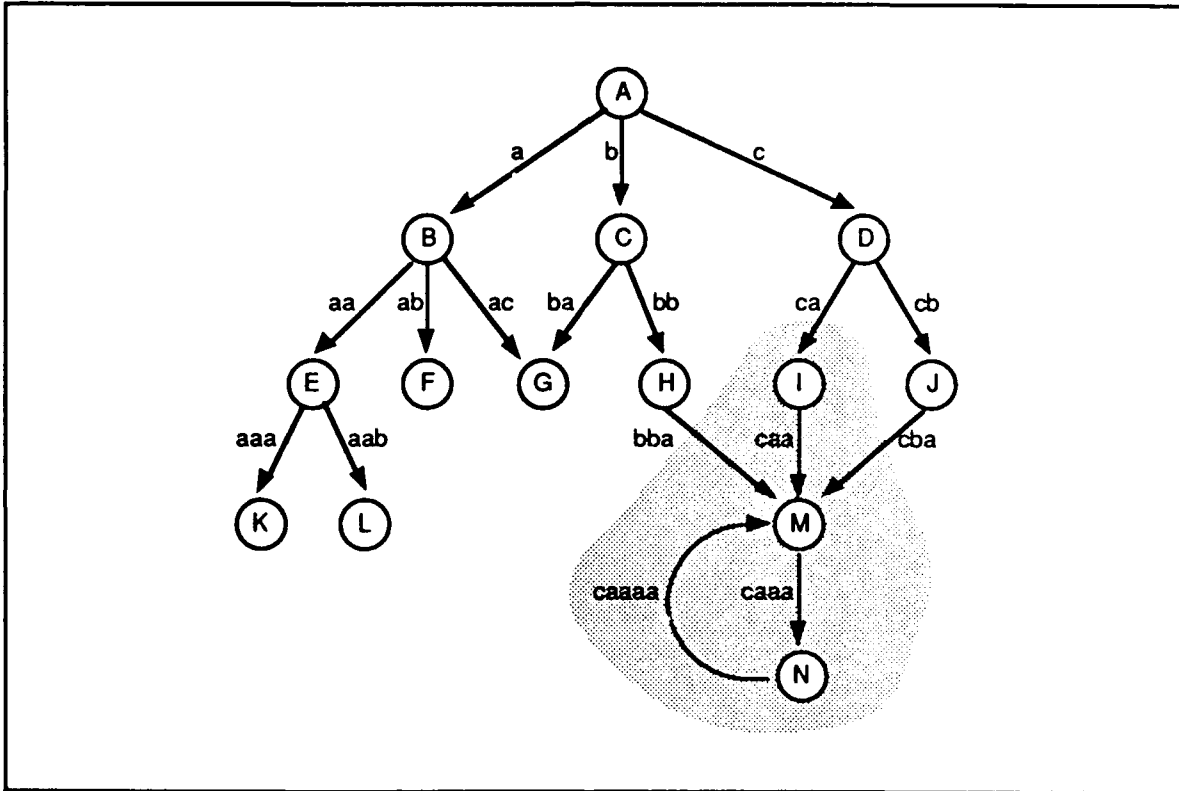 A
a b c
B C D
aa ab ac ba bb ca cb
E F G H I J
aaa aab bba caa cba
K L M
caaaa caaa
N